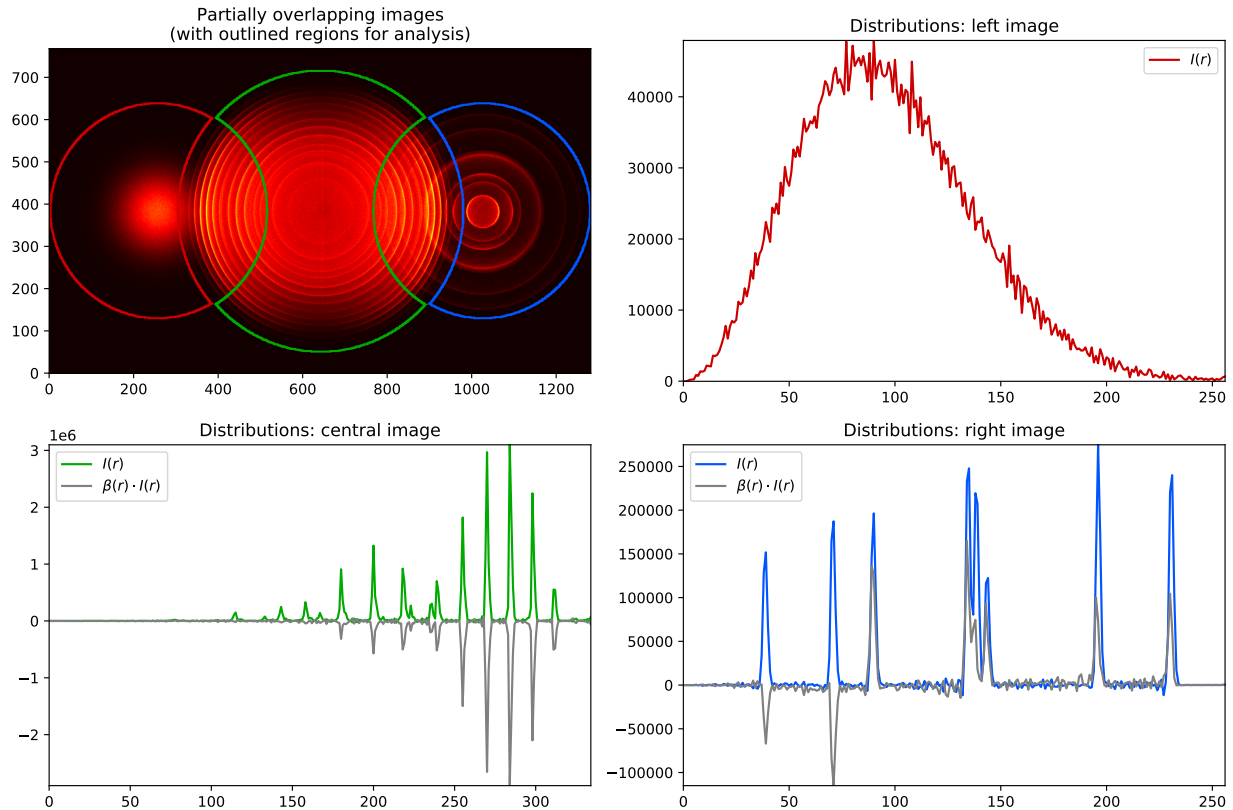 Partially overlapping images
(with outlined regions for analysis)
700
600
500
400
300
200
100
0
0 200 400 600 800 1000 1200
Distributions: left image
I(r)
40000
30000
20000
10000
0
0 50 100 150 200 250
Distributions: central image
1e6
I(r)
β(r) · I(r)
3
2
1
0
−1
−2
0 50 100 150 200 250 300
Distributions: right image
I(r)
β(r) · I(r)
250000
200000
150000
100000
50000
0
−50000
−100000
0 50 100 150 200 250